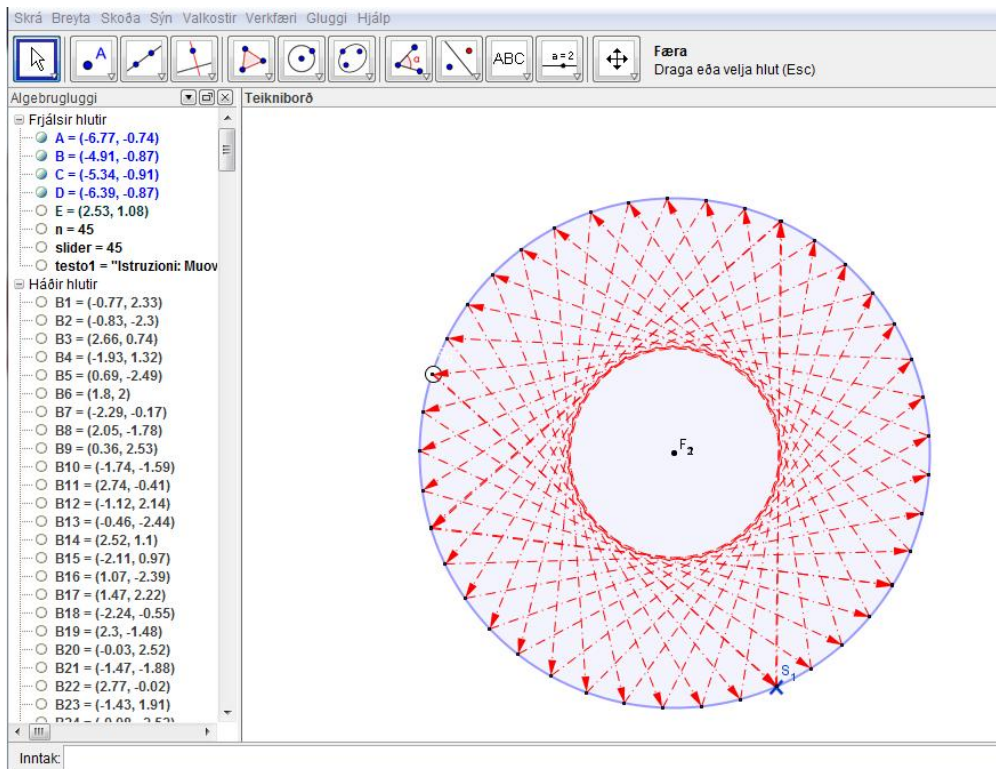 Skrá Breyta Skoða Sýn Valkostir Verkfæri Gluggi Hjálp
A
α
ABC
a=2
Færa
Draga eða velja hlut (Esc)
Algebrugluggi
Teikniborð
Frjálsir hlutir
A = (-6.77, -0.74)
B = (-4.91, -0.87)
C = (-5.34, -0.91)
D = (-6.39, -0.87)
E = (2.53, 1.08)
n = 45
slider = 45
testo1 = "Istruzioni: Muov
Háðir hlutir
B1 = (-0.77, 2.33)
B2 = (-0.83, -2.3)
B3 = (2.66, 0.74)
B4 = (-1.93, 1.32)
B5 = (0.69, -2.49)
B6 = (1.8, 2)
B7 = (-2.29, -0.17)
B8 = (2.05, -1.78)
B9 = (0.36, 2.53)
B10 = (-1.74, -1.59)
B11 = (2.74, -0.41)
B12 = (-1.12, 2.14)
B13 = (-0.46, -2.44)
B14 = (2.52, 1.1)
B15 = (-2.11, 0.97)
B16 = (1.07, -2.39)
B17 = (1.47, 2.22)
B18 = (-2.24, -0.55)
B19 = (2.3, -1.48)
B20 = (-0.03, 2.52)
B21 = (-1.47, -1.88)
B22 = (2.77, -0.02)
B23 = (-1.43, 1.91)
F
S1
Inntak: